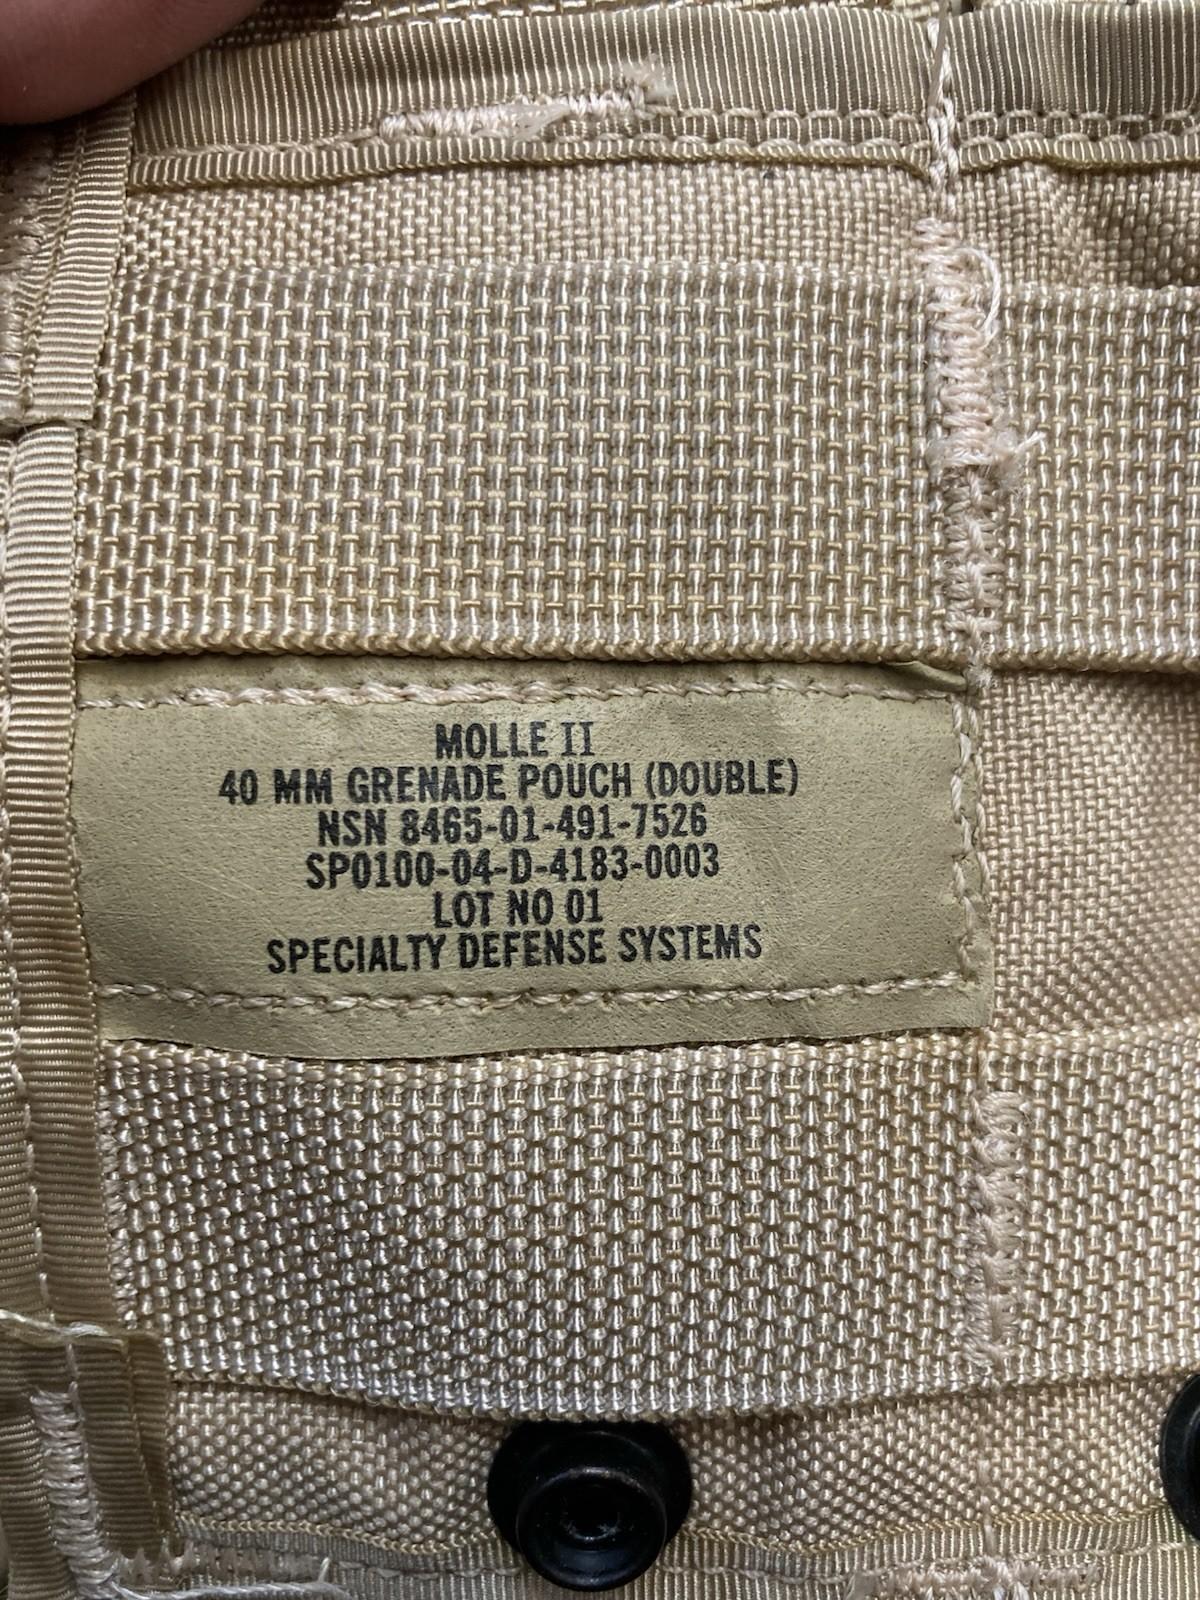 MOLLE II
40 MM GRENADE POUCH (DOUBLE)
NSN 8465-01-491-7526
SP0100-04-D-4183-0003
LOT NO 01
SPECIALTY DEFENSE SYSTEMS